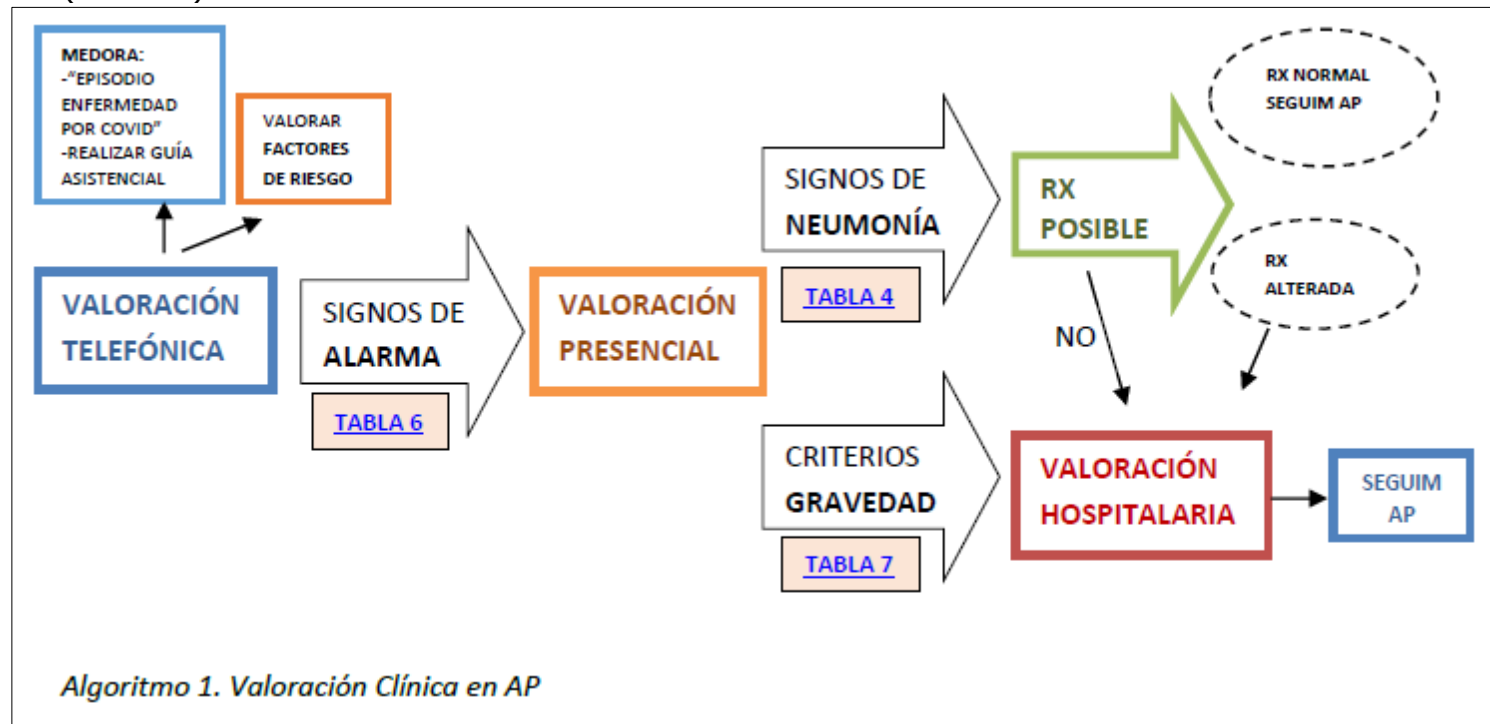 MEDORA:
-"EPISODIO
ENFERMEDAD
POR COVID"
-REALIZAR GUÍA
ASISTENCIAL
VALORAR
FACTORES
DE RIESGO
VALORACIÓN
TELEFÓNICA
SIGNOS DE
ALARMA
TABLA 6
VALORACIÓN
PRESENCIAL
SIGNOS DE
NEUMONÍA
TABLA 4
RX
POSIBLE
RX NORMAL
SEGUIM AP
RX
ALTERADA
NO
CRITERIOS
GRAVEDAD
TABLA 7
VALORACIÓN
HOSPITALARIA
SEGUIM
AP
Algoritmo 1. Valoración Clínica en AP